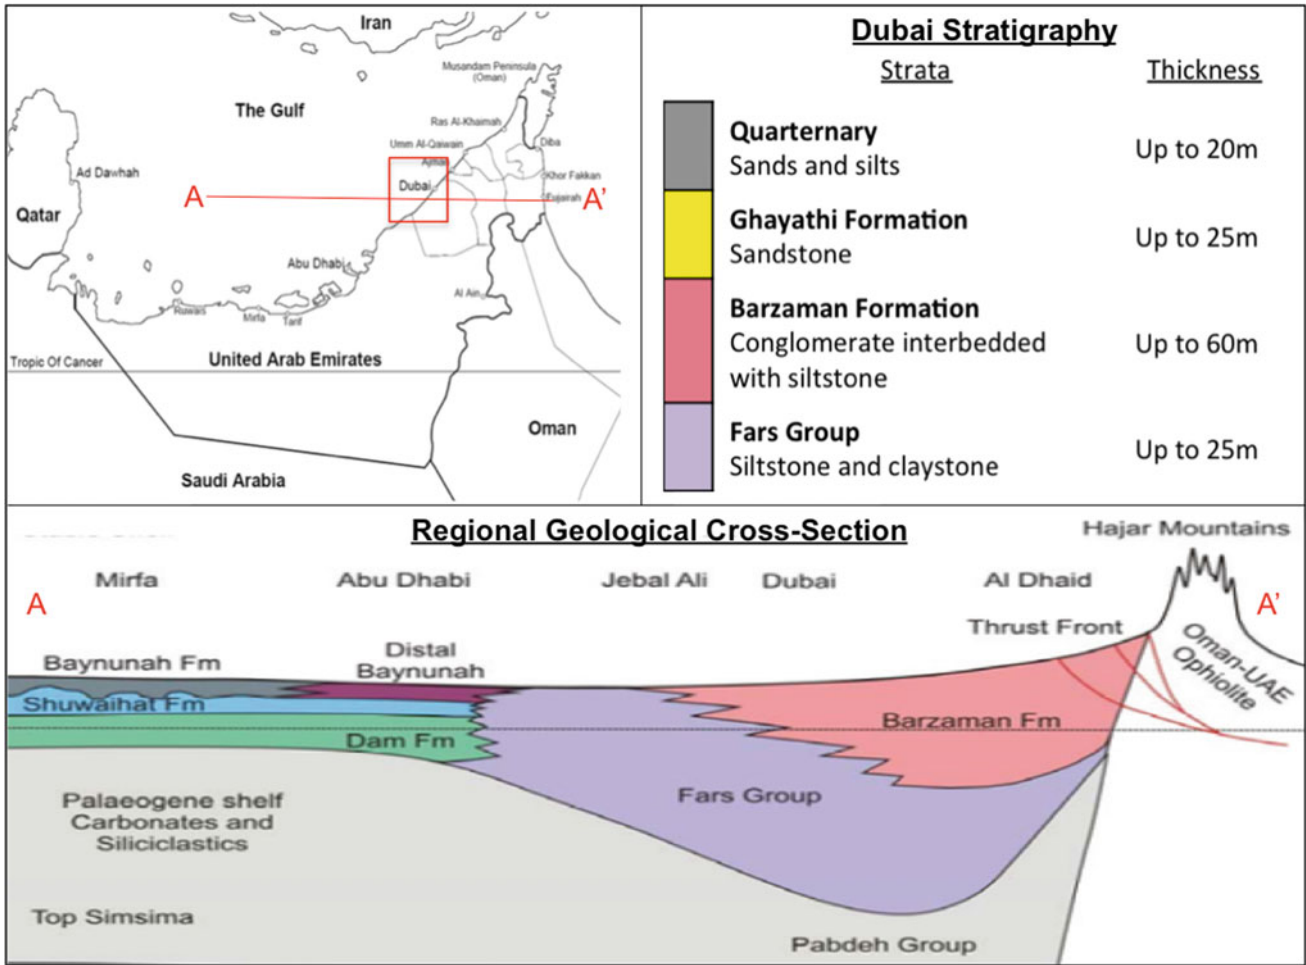 Iran
Musandam Peninsula
(Oman)
The Gulf
Ras Al-Khaimah
Umm Al-Qaiwain
Diba
Ajman
Ad Dawhah
Khor Fakkan
Dubai
A
A'
Fujairah
Qatar
Abu Dhabi
Al Ain
Ruwais
Mirfa
Tarif
Tropic Of Cancer
United Arab Emirates
Oman
Saudi Arabia
Dubai Stratigraphy
Strata Thickness
Quarternary
Sands and silts
Up to 20m
Ghayathi Formation
Sandstone
Up to 25m
Barzaman Formation
Conglomerate interbedded
with siltstone
Up to 60m
Fars Group
Siltstone and claystone
Up to 25m
Regional Geological Cross-Section
Hajar Mountains
Mirfa Abu Dhabi Jebal Ali Dubai Al Dhaid
A
A'
Thrust Front
Oman-UAE
Ophiolite
Baynunah Fm
Distal
Baynunah
Shuwaihat Fm
Dam Fm
Barzaman Fm
Fars Group
Palaeogene shelf
Carbonates and
Siliciclastics
Top Simsima
Pabdeh Group